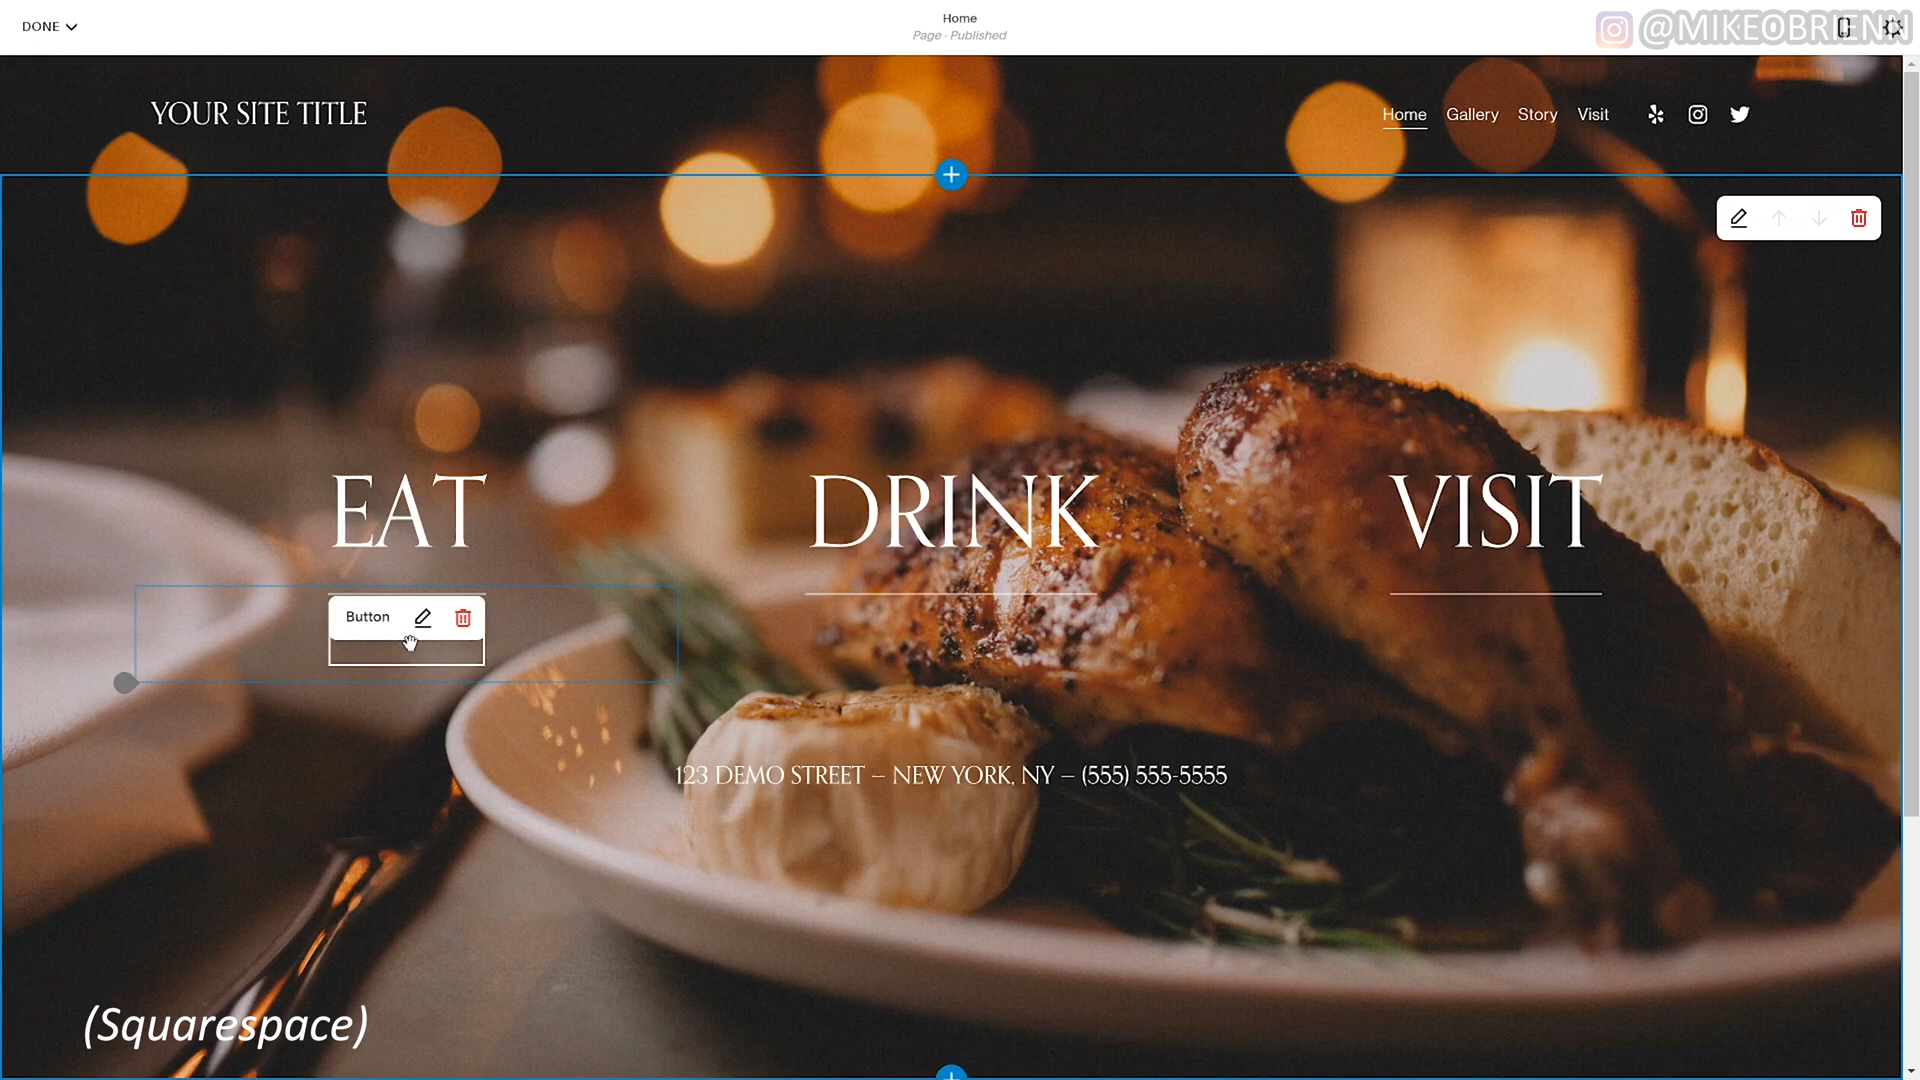 DONE
Home
Page · Published
@MIKEOBRIENN
YOUR SITE TITLE
Home Gallery Story Visit
EAT DRINK VISIT
Button
123 DEMO STREET – NEW YORK, NY – (555) 555-5555
(Squarespace)